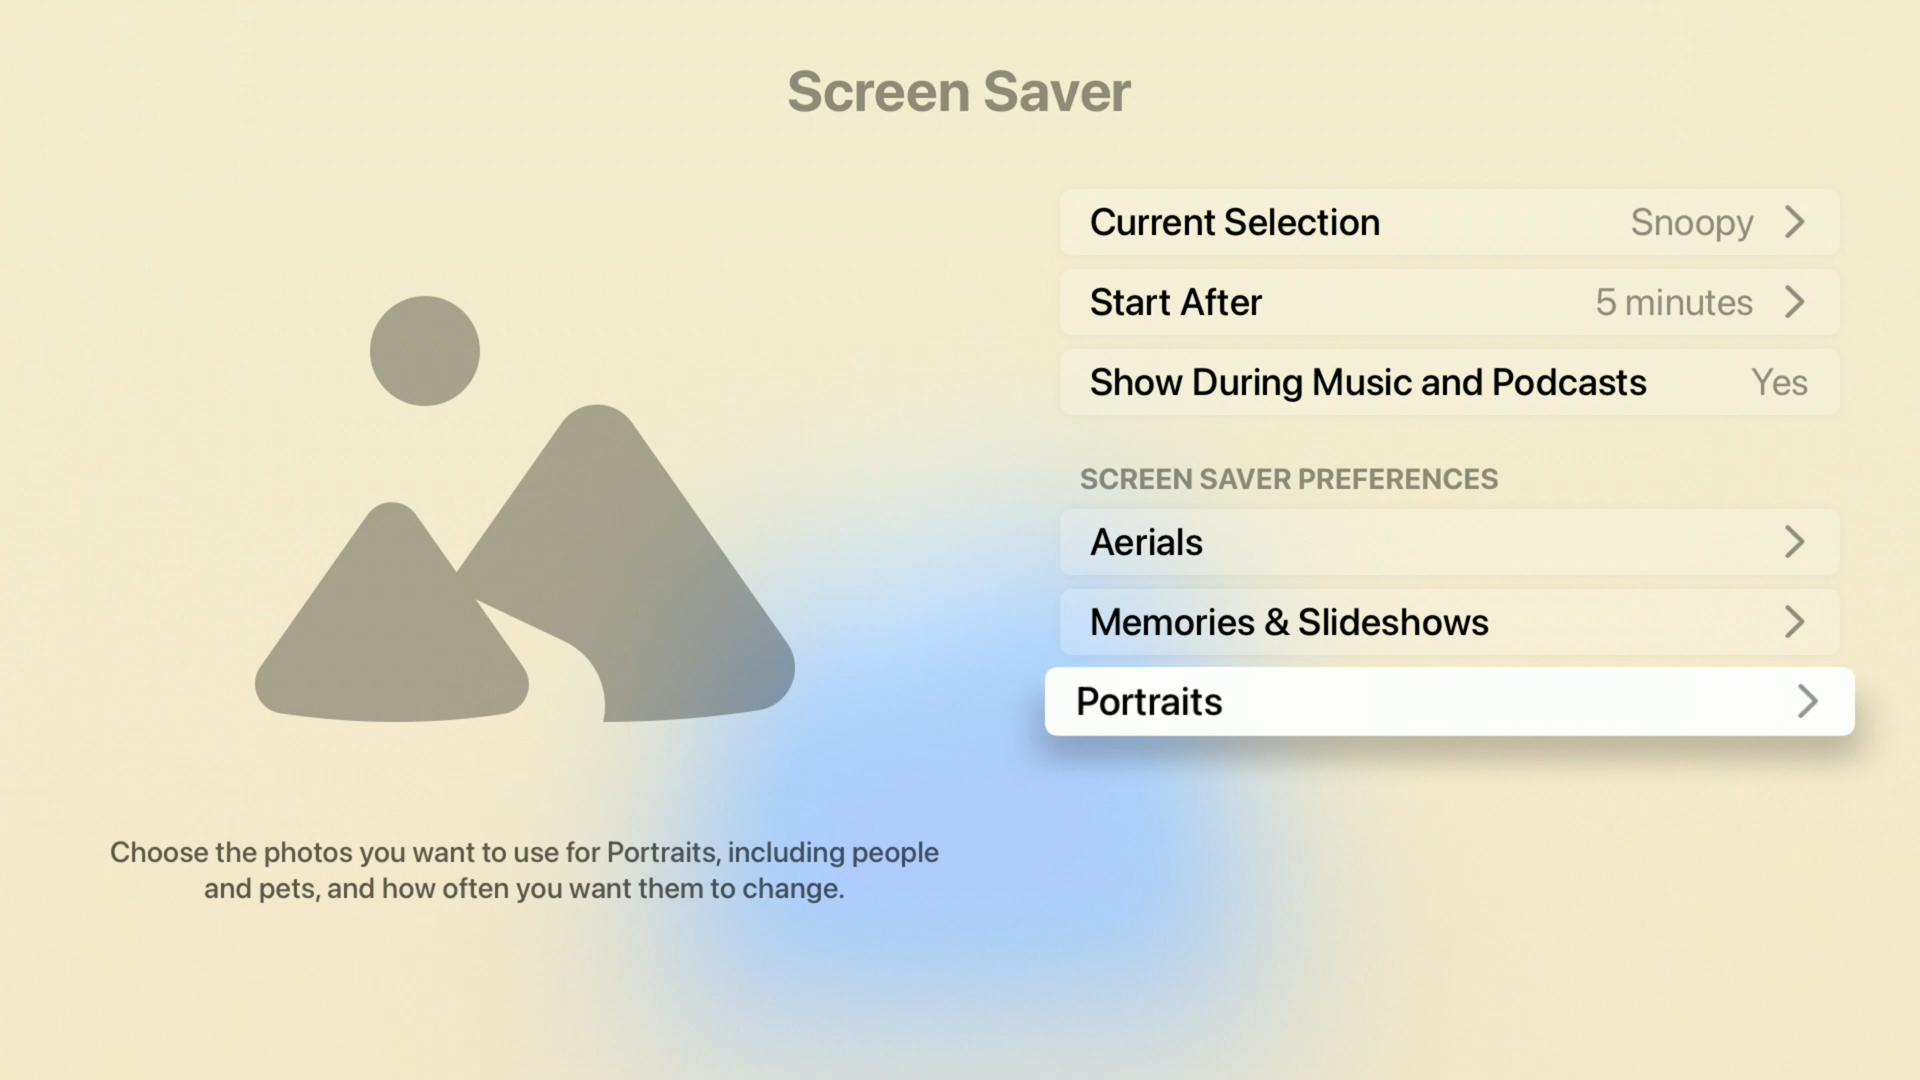 Screen Saver
Current Selection Snoopy
Start After 5 minutes
Show During Music and Podcasts Yes
SCREEN SAVER PREFERENCES
Aerials
Memories & Slideshows
Portraits
Choose the photos you want to use for Portraits, including people
and pets, and how often you want them to change.